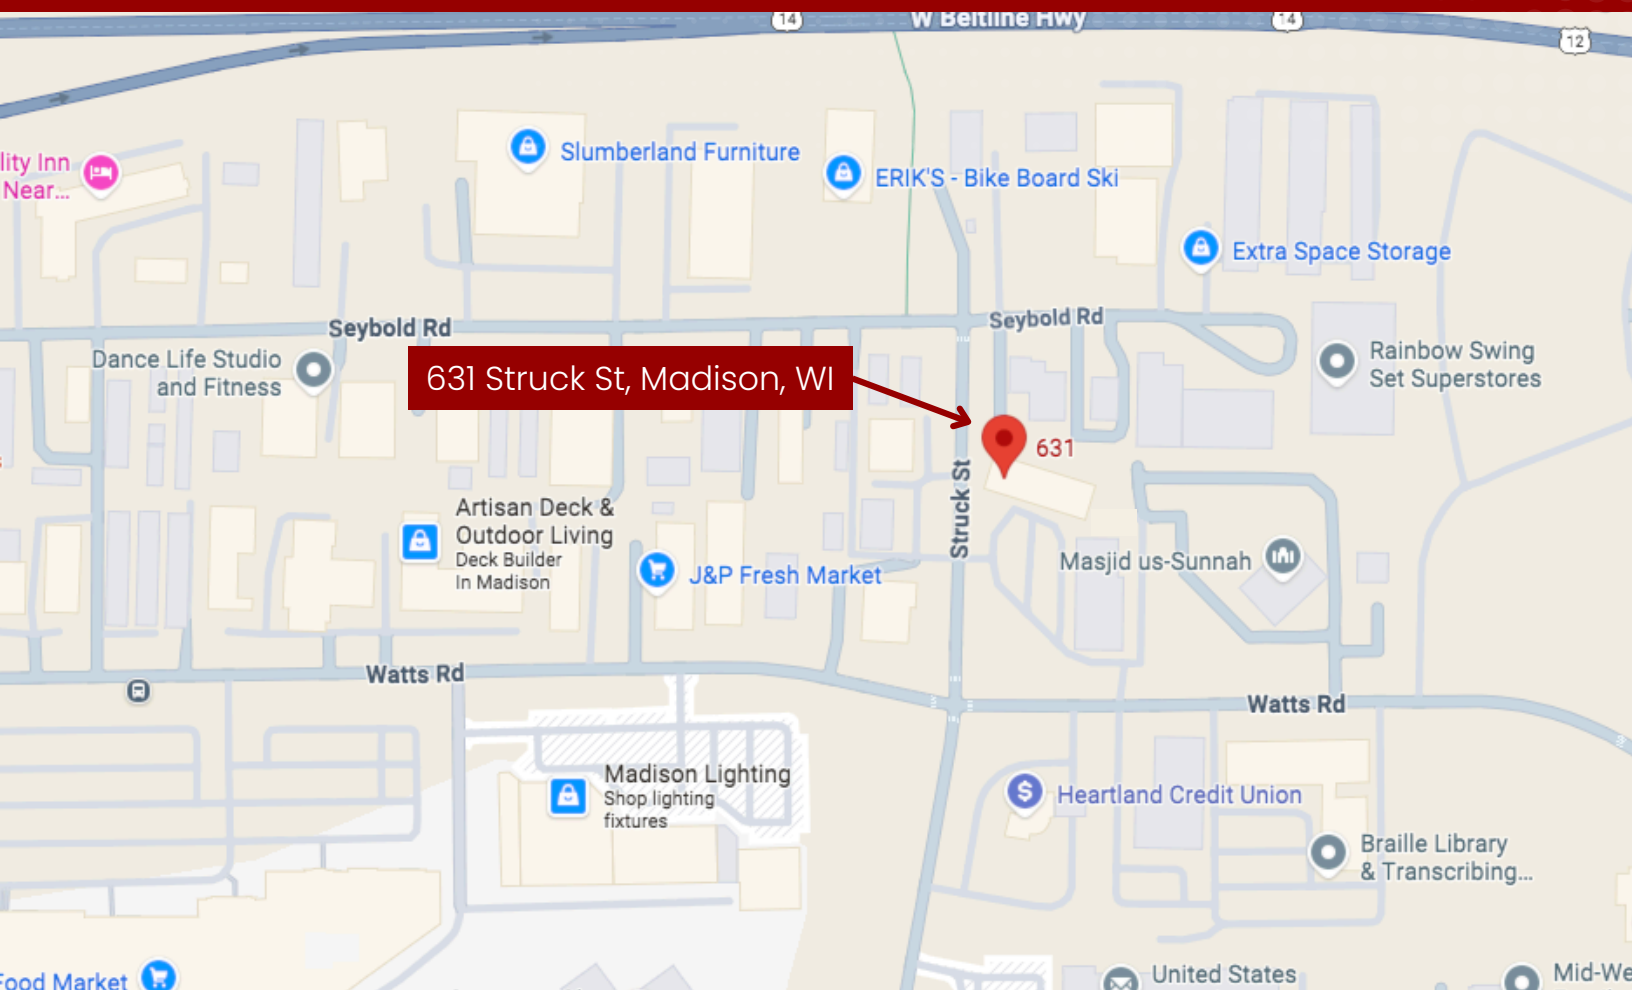 14
W Beltline Hwy
14
12
lity Inn
Near...
Slumberland Furniture
ERIK'S - Bike Board Ski
Extra Space Storage
Seybold Rd
Seybold Rd
Dance Life Studio
and Fitness
631 Struck St, Madison, WI
Rainbow Swing
Set Superstores
631
s
Struck St
Artisan Deck &
Outdoor Living
Deck Builder
In Madison
J&P Fresh Market
Masjid us-Sunnah
Watts Rd
Watts Rd
Madison Lighting
Shop lighting
fixtures
$
Heartland Credit Union
Braille Library
& Transcribing...
Food Market
United States
Mid-We